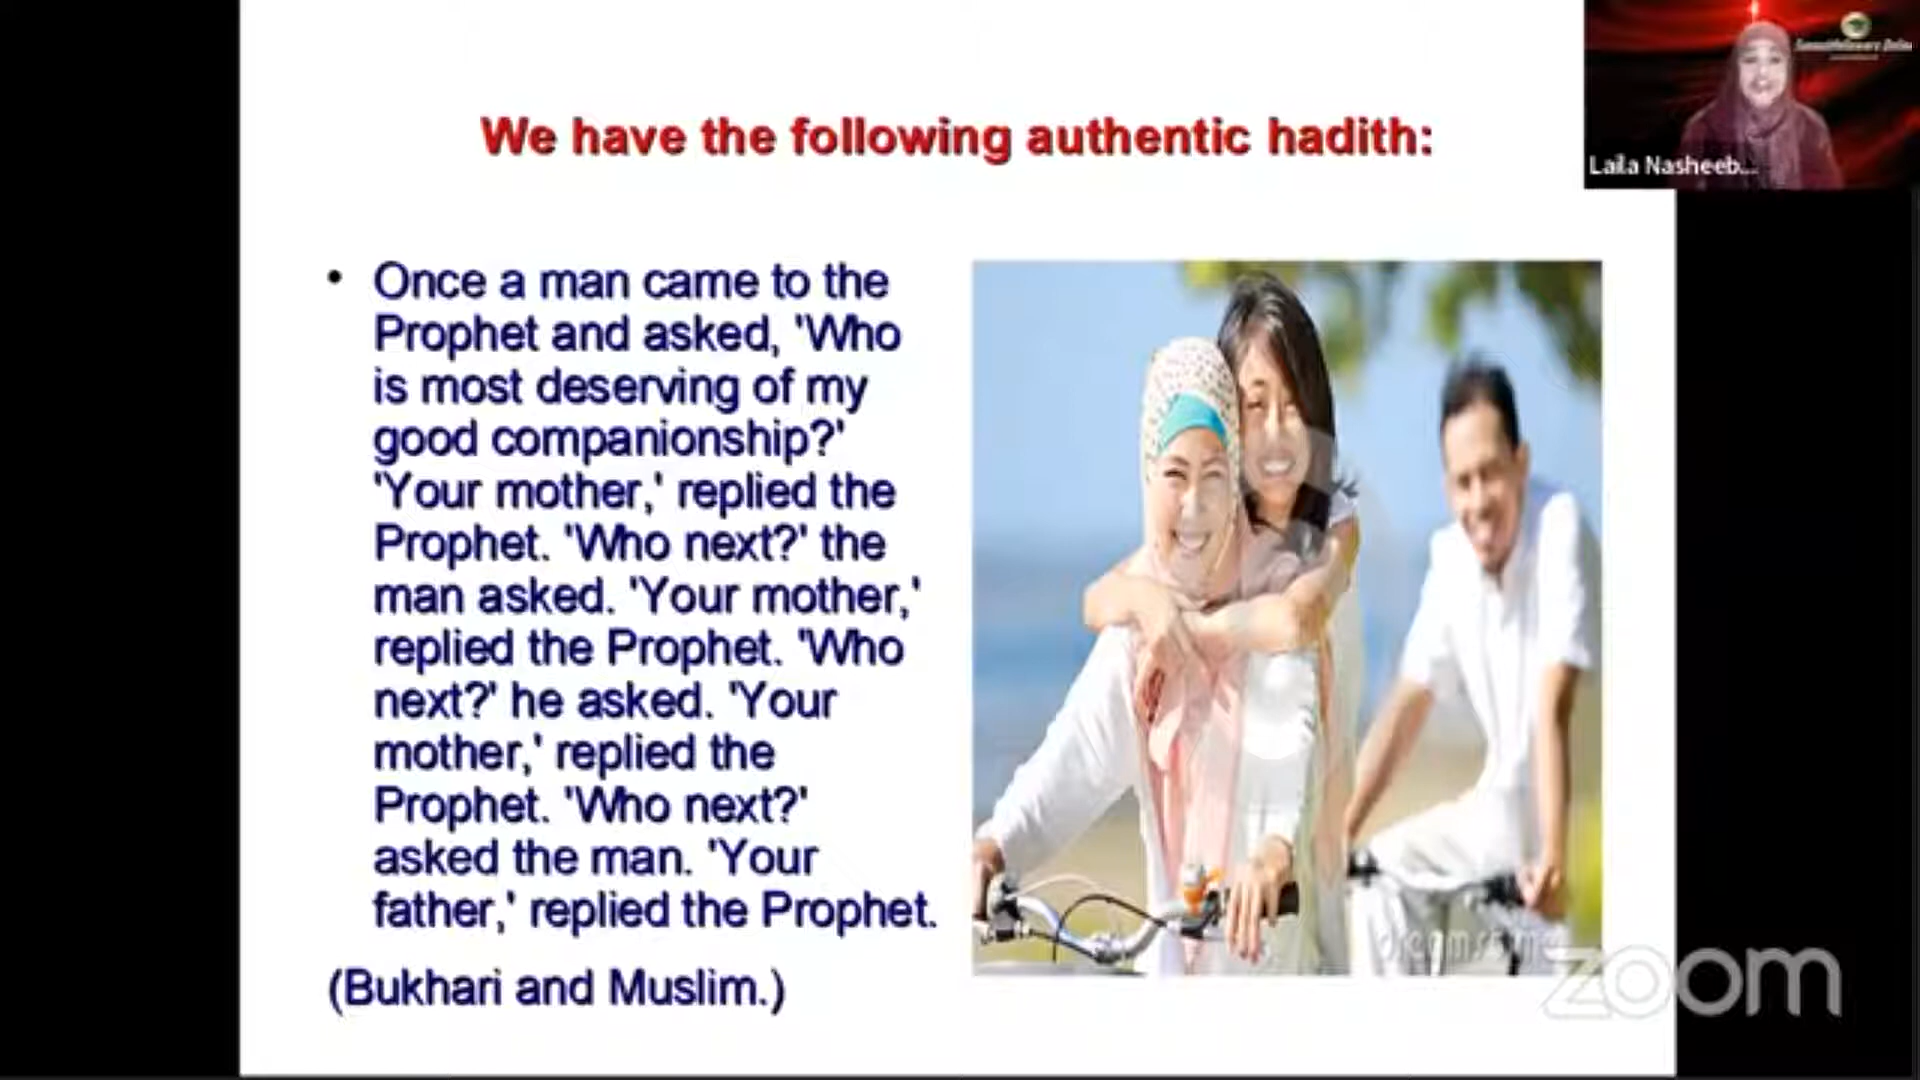 We have the following authentic hadith:
Laila Nasheeb...
• Once a man came to the
Prophet and asked, 'Who
is most deserving of my
good companionship?'
'Your mother,' replied the
Prophet. 'Who next?' the
man asked. 'Your mother,'
replied the Prophet. 'Who
next?' he asked. 'Your
mother,' replied the
Prophet. 'Who next?'
asked the man. 'Your
father,' replied the Prophet.
(Bukhari and Muslim.)
zoom